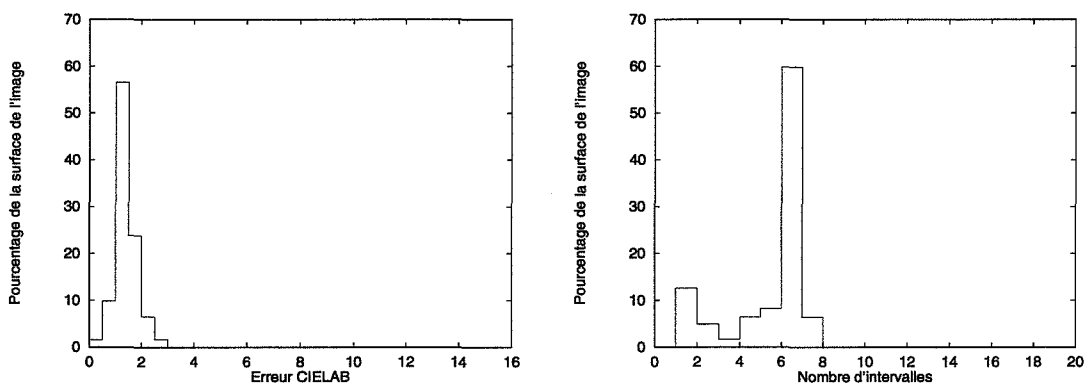 Pourcentage de la surface de l'image
70
60
50
40
30
20
10
0
0 2 4 6 8 10 12 14 16
Erreur CIELAB
Pourcentage de la surface de l'image
70
60
50
40
30
20
10
0
0 2 4 6 8 10 12 14 16 18 20
Nombre d'intervalles